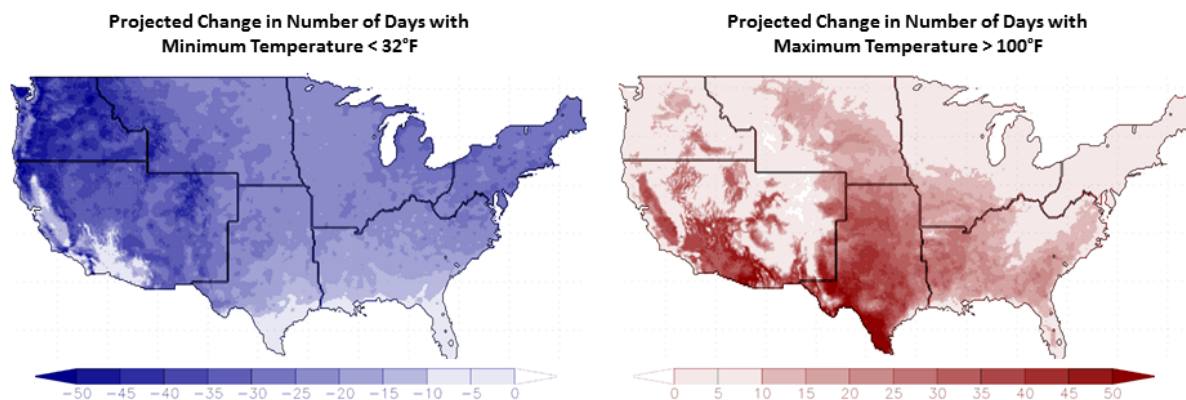 Projected Change in Number of Days with
Minimum Temperature < 32°F
−50 −45 −35 −30 −25 −20 −15 −10 −5 0
Projected Change in Number of Days with
Maximum Temperature > 100°F
0 5 10 15 20 25 30 35 40 45 50